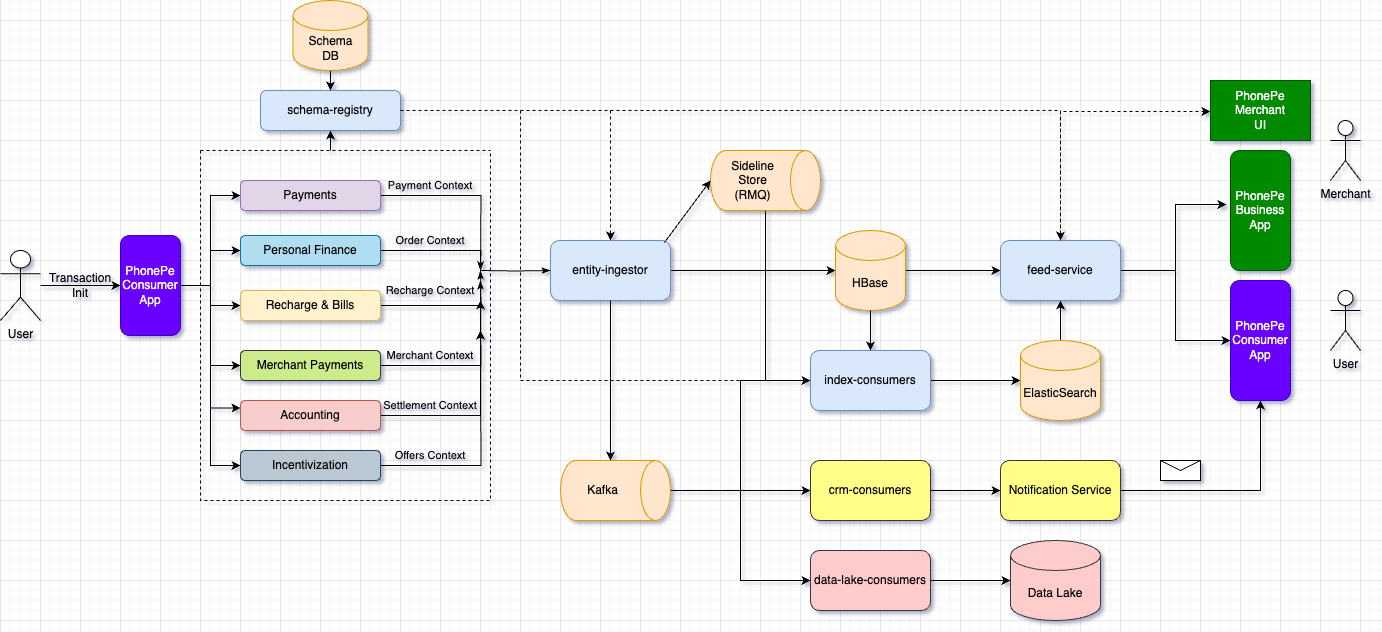 Schema
DB
schema-registry
PhonePe
Merchant
UI
Merchant
Payments
Payment Context
Sideline
Store
(RMQ)
PhonePe
Business
App
Personal Finance
Order Context
User
Transaction
Init
PhonePe
Consumer
App
entity-ingestor
HBase
feed-service
Recharge & Bills
Recharge Context
Merchant Payments
Merchant Context
index-consumers
ElasticSearch
PhonePe
Consumer
App
User
Accounting
Settlement Context
Incentivization
Offers Context
Kafka
crm-consumers
Notification Service
data-lake-consumers
Data Lake